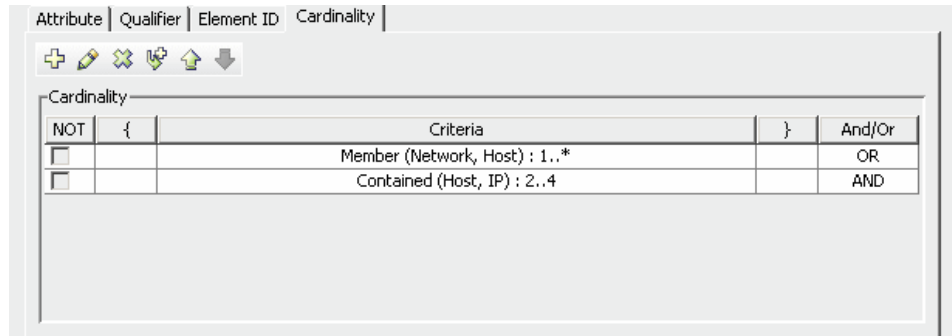 Attribute Qualifier Element ID Cardinality
Cardinality
NOT { Criteria } And/Or
Member (Network, Host) : 1..* OR
Contained (Host, IP) : 2..4 AND